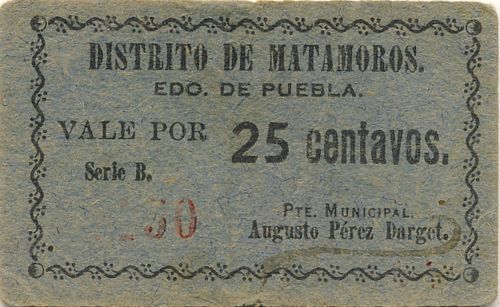 DISTRITO DE MATAMOROS.
EDO. DE PUEBLA.
VALE POR 25 centavos.
Serie B.
PTE. MUNICIPAL.
Augusto Pérez Darget.